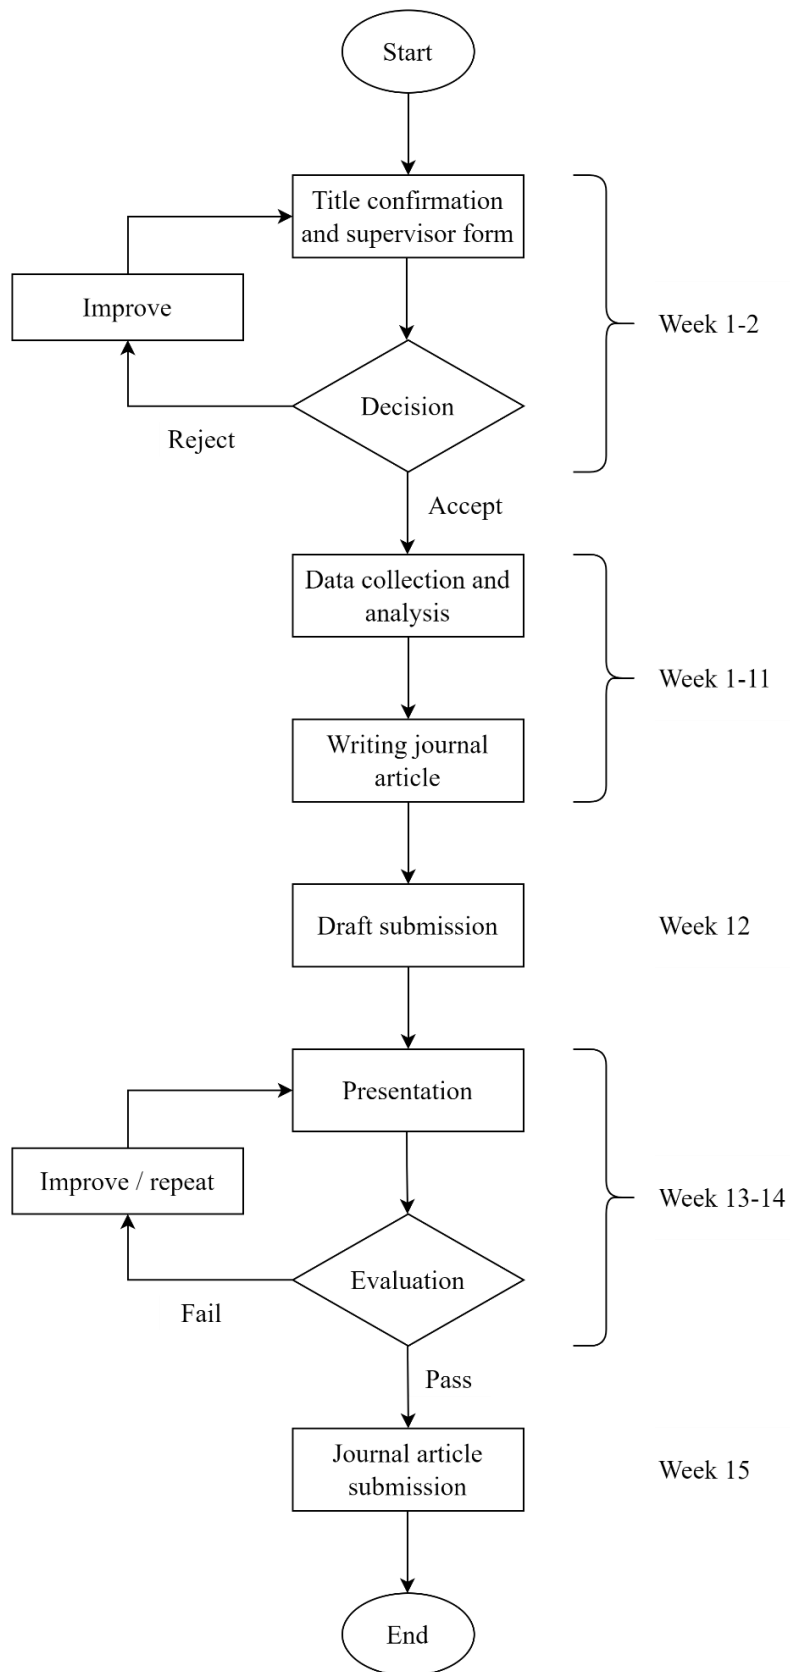 Start
Title confirmation
and supervisor form
Improve
Week 1-2
Decision
Reject
Accept
Data collection and
analysis
Week 1-11
Writing journal
article
Draft submission
Week 12
Presentation
Improve / repeat
Week 13-14
Evaluation
Fail
Pass
Journal article
submission
Week 15
End